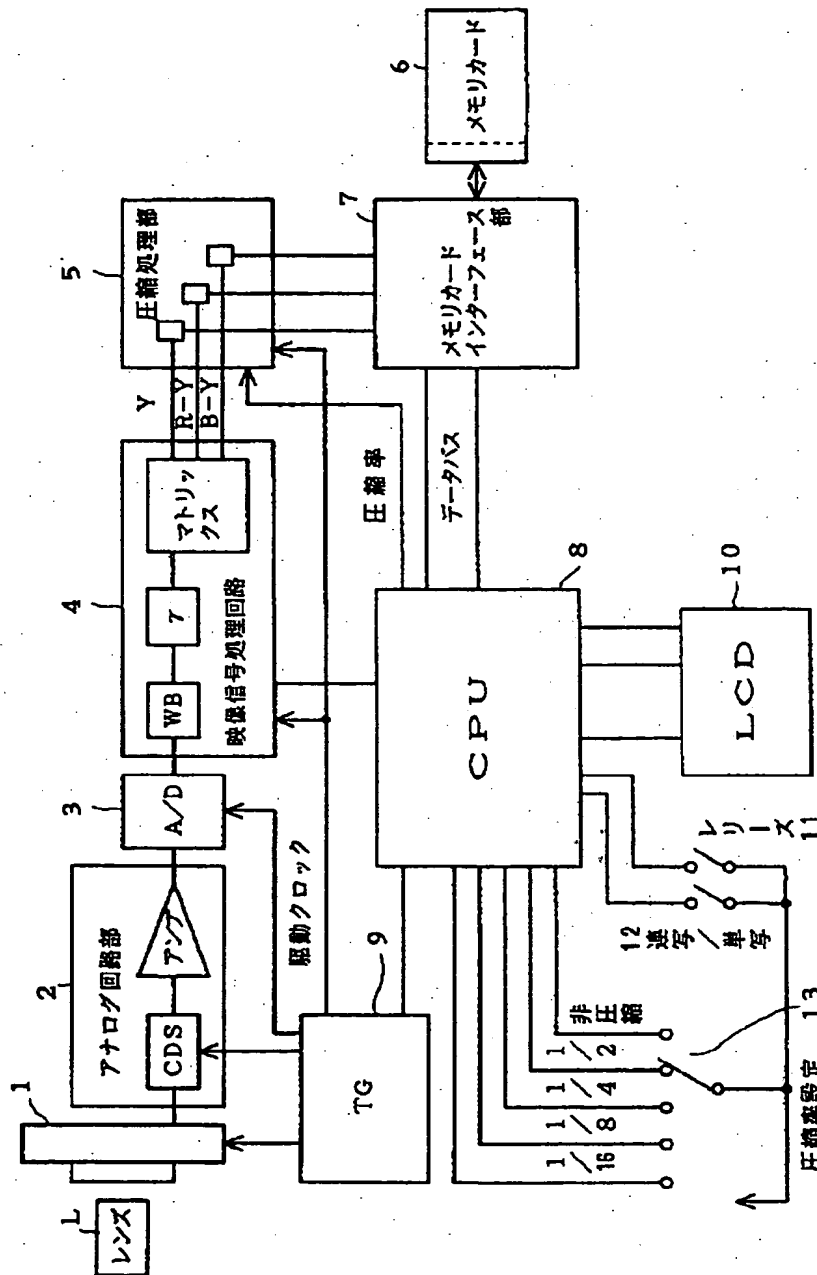 L
レンズ
1
2
アナログ回路部
CDS
アンプ
3
A/D
4
WB
γ
マトリッ
クス
映像信号処理回路
Y
R-Y
B-Y
5
圧縮処理部
6
メモリカード
7
メモリカード
インターフェース
部
駆動クロック
9
TG
圧縮率
データバス
8
CPU
10
LCD
非圧縮
1/2
1/4
1/8
1/16
12
連写/単写
レリーズ
11
圧縮率設定
13